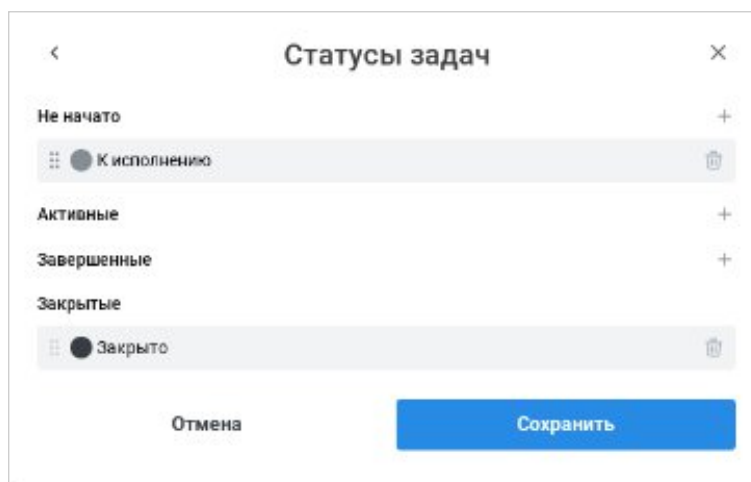 Статусы задач
Не начато
К исполнению
Активные
Завершенные
Закрытые
Закрыто
Отмена Сохранить